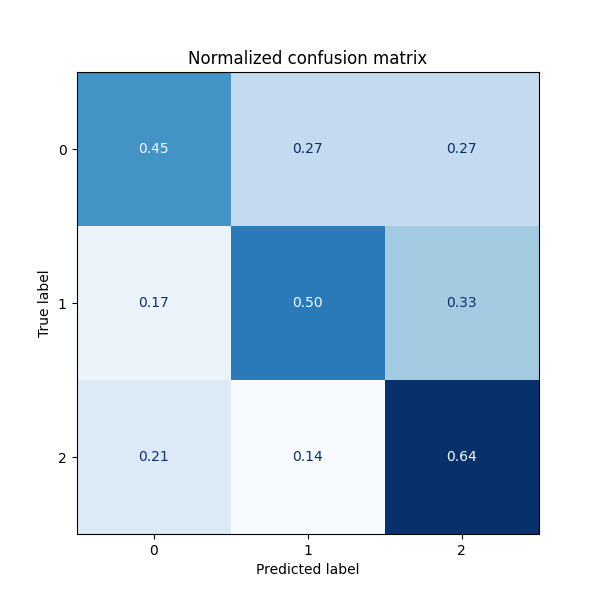 Normalized confusion matrix
0 0.45 0.27 0.27
True label
1 0.17 0.50 0.33
2 0.21 0.14 0.64
0 1 2
Predicted label